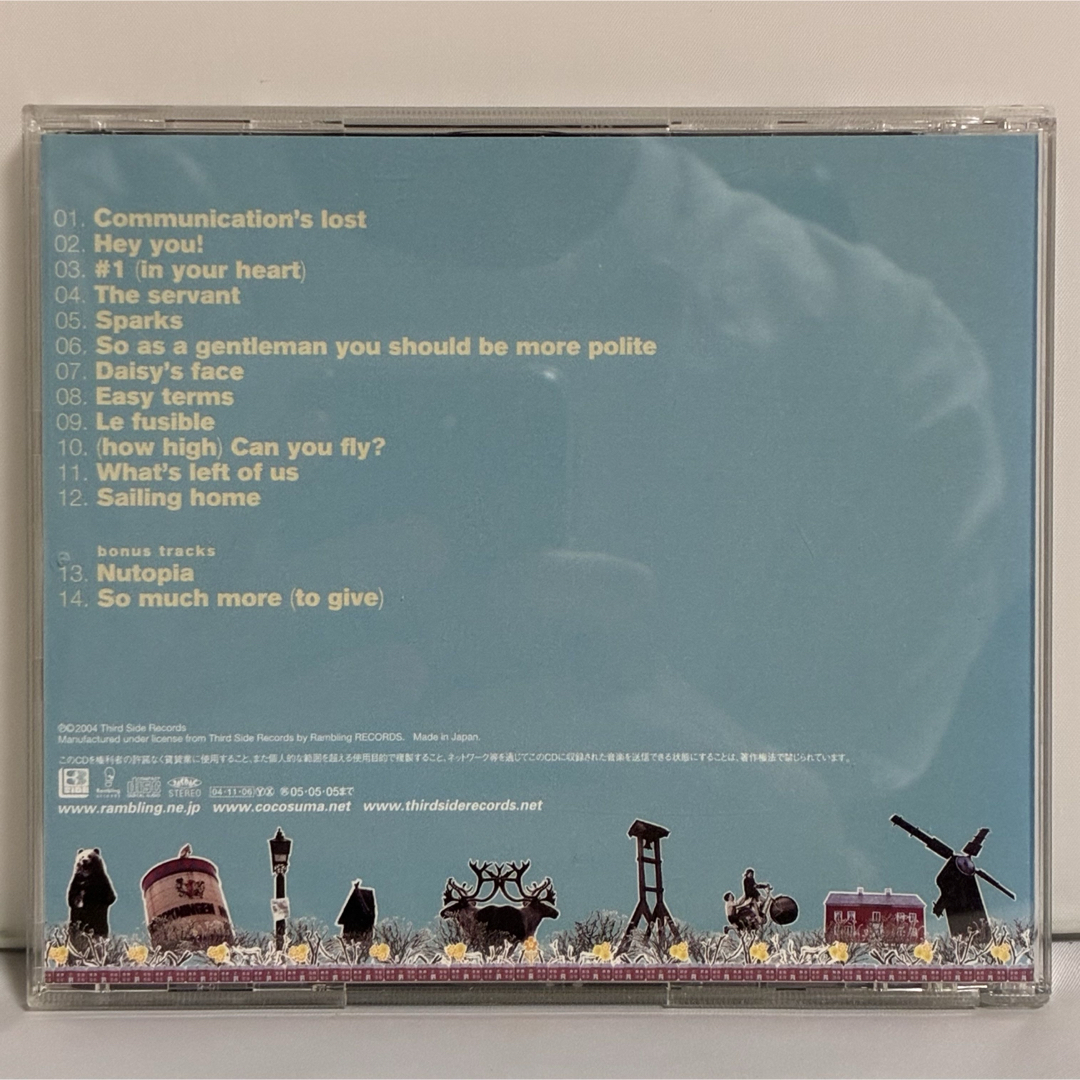 01. Communication's lost
02. Hey you!
03. #1 (in your heart)
04. The servant
05. Sparks
06. So as a gentleman you should be more polite
07. Daisy's face
08. Easy terms
09. Le fusible
10. (how high) Can you fly?
11. What's left of us
12. Sailing home
bonus tracks
13. Nutopia
14. So much more (to give)
℗©2004 Third Side Records
Manufactured under license from Third Side Records by Rambling RECORDS. Made in Japan.
このCDを権利者の許諾なく賃貸業に使用すること、また個人的な範囲を超える使用目的で複製すること、ネットワーク等を通じてこのCDに収録された音楽を送信できる状態にすることは、著作権法で禁じられています。
Rambling STEREO 04·11·06 YX 05·05·05まで
www.rambling.ne.jp www.cocosuma.net www.thirdsiderecords.net